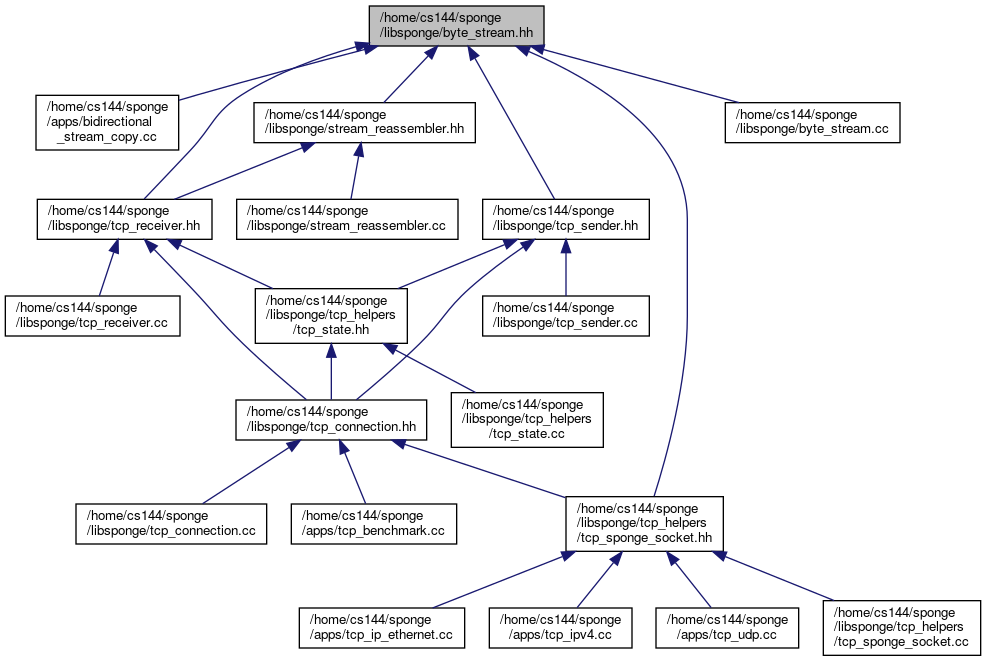 /home/cs144/sponge
/libsponge/byte_stream.hh
/home/cs144/sponge
/apps/bidirectional
_stream_copy.cc
/home/cs144/sponge
/libsponge/stream_reassembler.hh
/home/cs144/sponge
/libsponge/byte_stream.cc
/home/cs144/sponge
/libsponge/tcp_receiver.hh
/home/cs144/sponge
/libsponge/stream_reassembler.cc
/home/cs144/sponge
/libsponge/tcp_sender.hh
/home/cs144/sponge
/libsponge/tcp_receiver.cc
/home/cs144/sponge
/libsponge/tcp_helpers
/tcp_state.hh
/home/cs144/sponge
/libsponge/tcp_sender.cc
/home/cs144/sponge
/libsponge/tcp_connection.hh
/home/cs144/sponge
/libsponge/tcp_helpers
/tcp_state.cc
/home/cs144/sponge
/libsponge/tcp_connection.cc
/home/cs144/sponge
/apps/tcp_benchmark.cc
/home/cs144/sponge
/libsponge/tcp_helpers
/tcp_sponge_socket.hh
/home/cs144/sponge
/apps/tcp_ip_ethernet.cc
/home/cs144/sponge
/apps/tcp_ipv4.cc
/home/cs144/sponge
/apps/tcp_udp.cc
/home/cs144/sponge
/libsponge/tcp_helpers
/tcp_sponge_socket.cc